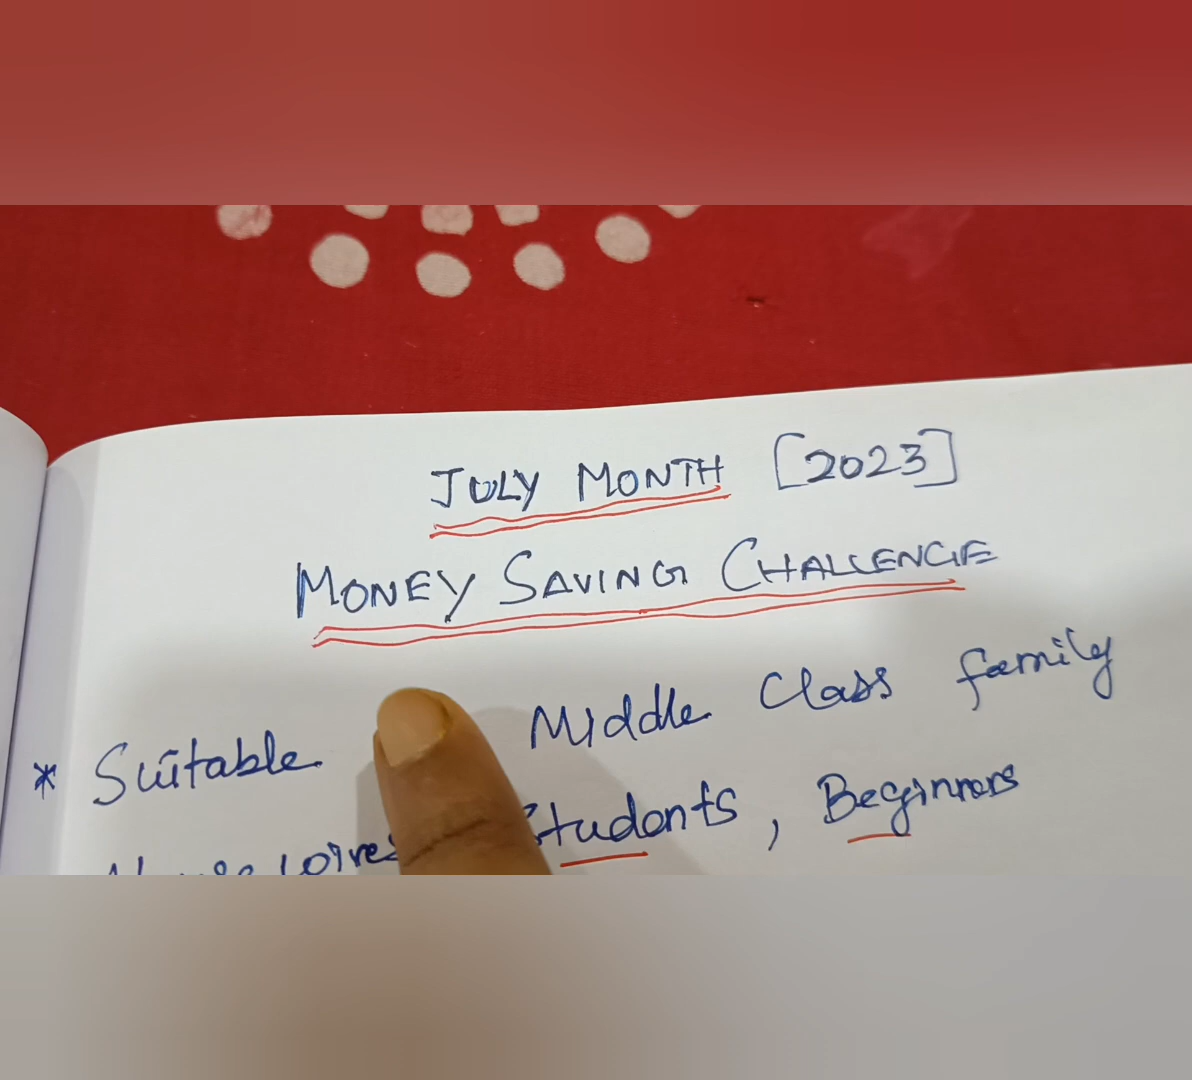 JULY MONTH [2023]
MONEY SAVING CHALLENGE
* Suitable Middle Class family
Students, Beginners